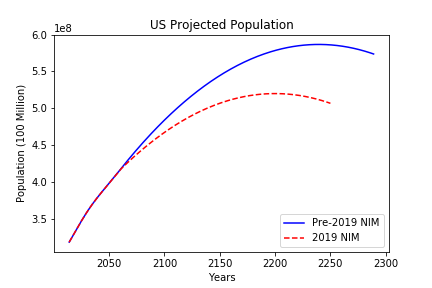 US Projected Population
1e8
6.0
5.5
5.0
4.5
4.0
3.5
Population (100 Million)
2050
2100
2150
2200
2250
2300
Years
Pre-2019 NIM
2019 NIM